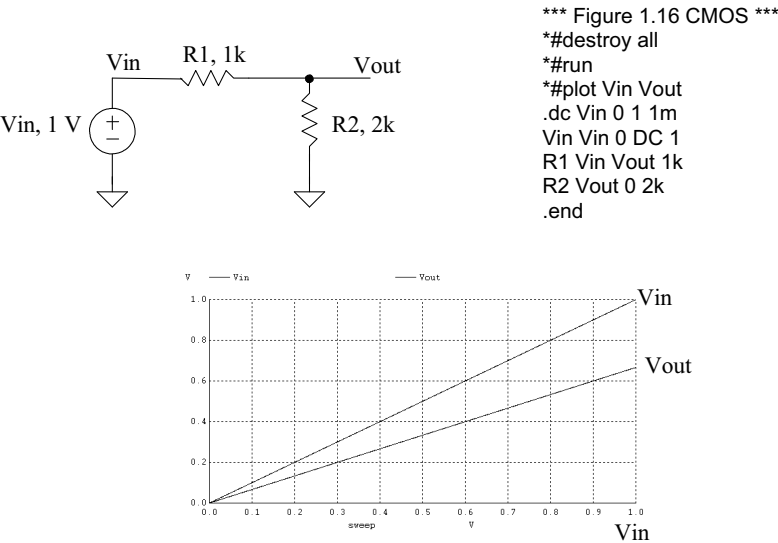 *** Figure 1.16 CMOS ***
*#destroy all
*#run
*#plot Vin Vout
.dc Vin 0 1 1m
Vin Vin 0 DC 1
R1 Vin Vout 1k
R2 Vout 0 2k
.end
Vin
R1, 1k
Vout
Vin, 1 V
+
−
R2, 2k
V
Vin
Vout
1.0
0.8
0.6
0.4
0.2
0.0
Vin
Vout
0.0 0.1 0.2 0.3 0.4 0.5 0.6 0.7 0.8 0.9 1.0
sweep V
Vin